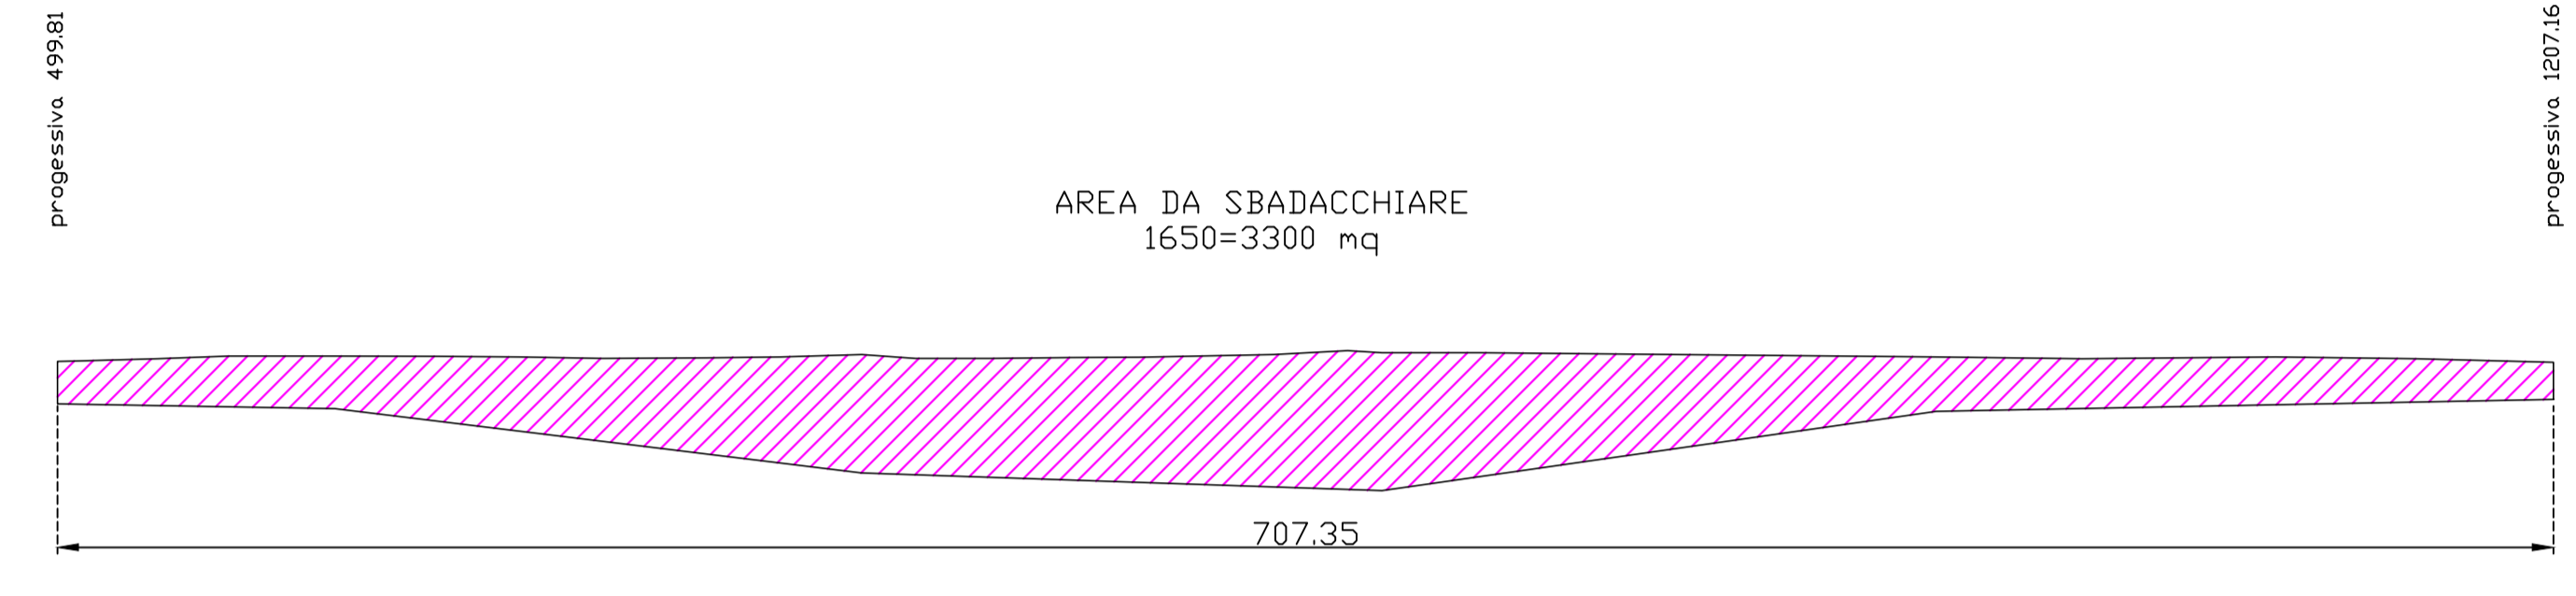 progessiva 499.81
progessiva 1207.16
AREA DA SBADACCHIARE
1650=3300 mq
707.35